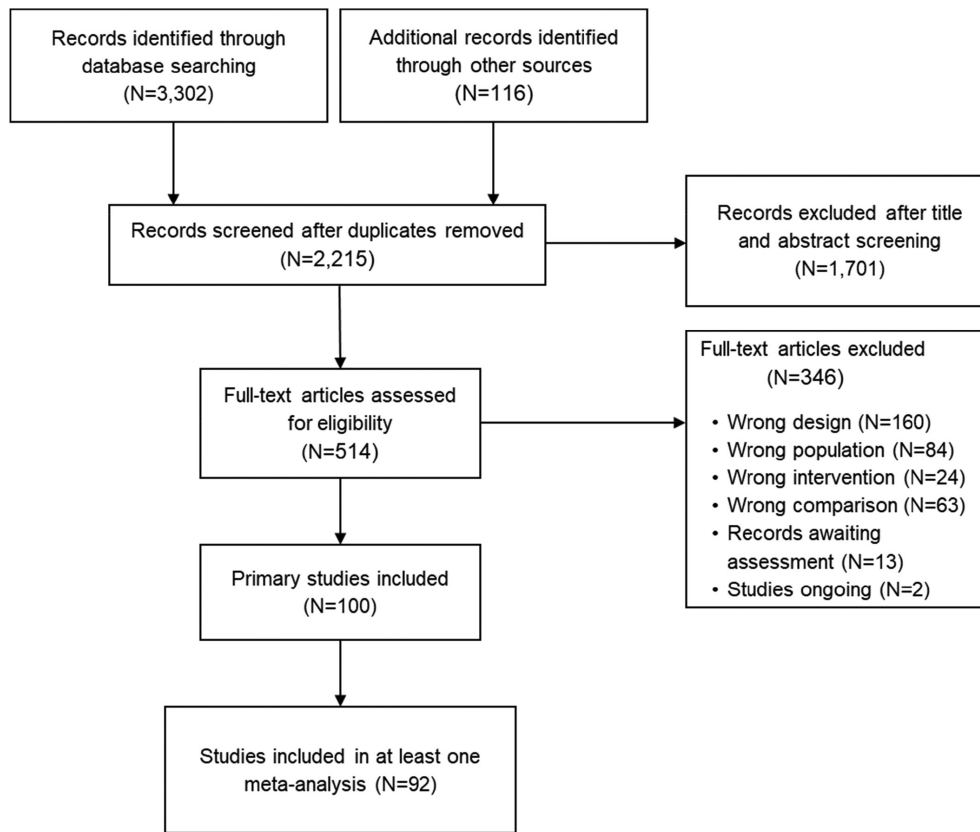 Records identified through
database searching
(N=3,302)
Additional records identified
through other sources
(N=116)
Records screened after duplicates removed
(N=2,215)
Records excluded after title
and abstract screening
(N=1,701)
Full-text articles assessed
for eligibility
(N=514)
Full-text articles excluded
(N=346)
• Wrong design (N=160)
• Wrong population (N=84)
• Wrong intervention (N=24)
• Wrong comparison (N=63)
• Records awaiting
assessment (N=13)
• Studies ongoing (N=2)
Primary studies included
(N=100)
Studies included in at least one
meta-analysis (N=92)